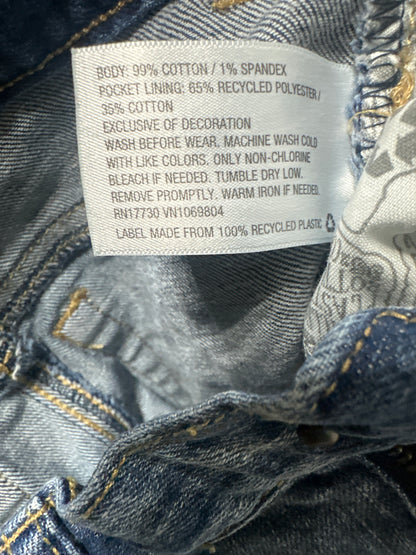 BODY: 99% COTTON / 1% SPANDEX
POCKET LINING: 65% RECYCLED POLYESTER /
35% COTTON
EXCLUSIVE OF DECORATION
WASH BEFORE WEAR. MACHINE WASH COLD
WITH LIKE COLORS. ONLY NON-CHLORINE
BLEACH IF NEEDED. TUMBLE DRY LOW.
REMOVE PROMPTLY. WARM IRON IF NEEDED.
RN17730 VN1069804
LABEL MADE FROM 100% RECYCLED PLASTIC